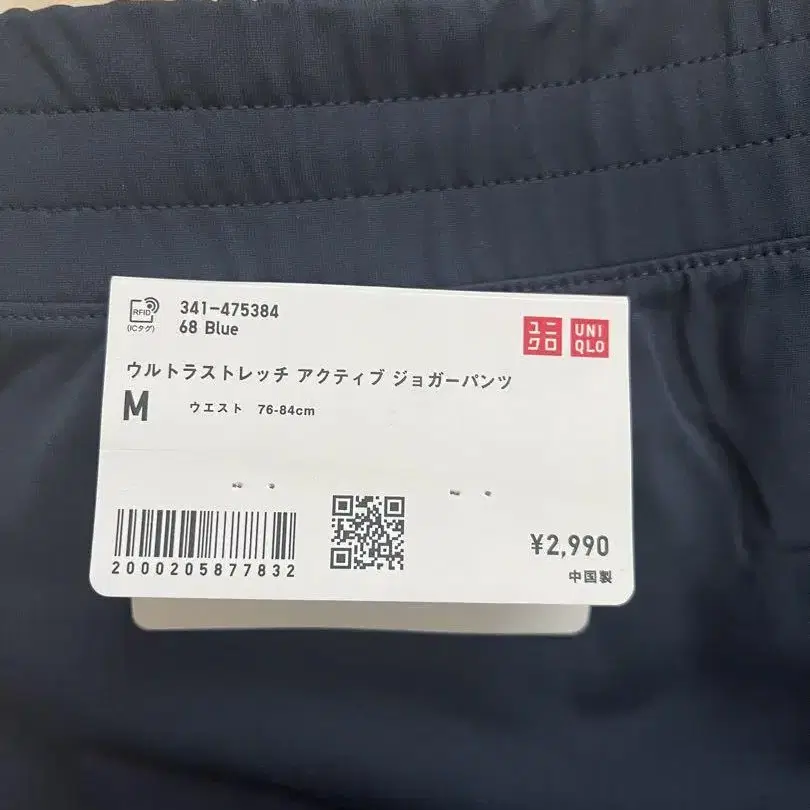 RFID
(ICタグ)
341-475384
68 Blue
ユニ
クロ
UNI
QLO
ウルトラストレッチ アクティブ ジョガーパンツ
M
ウエスト 76-84cm
2000205877832
¥2,990
中国製